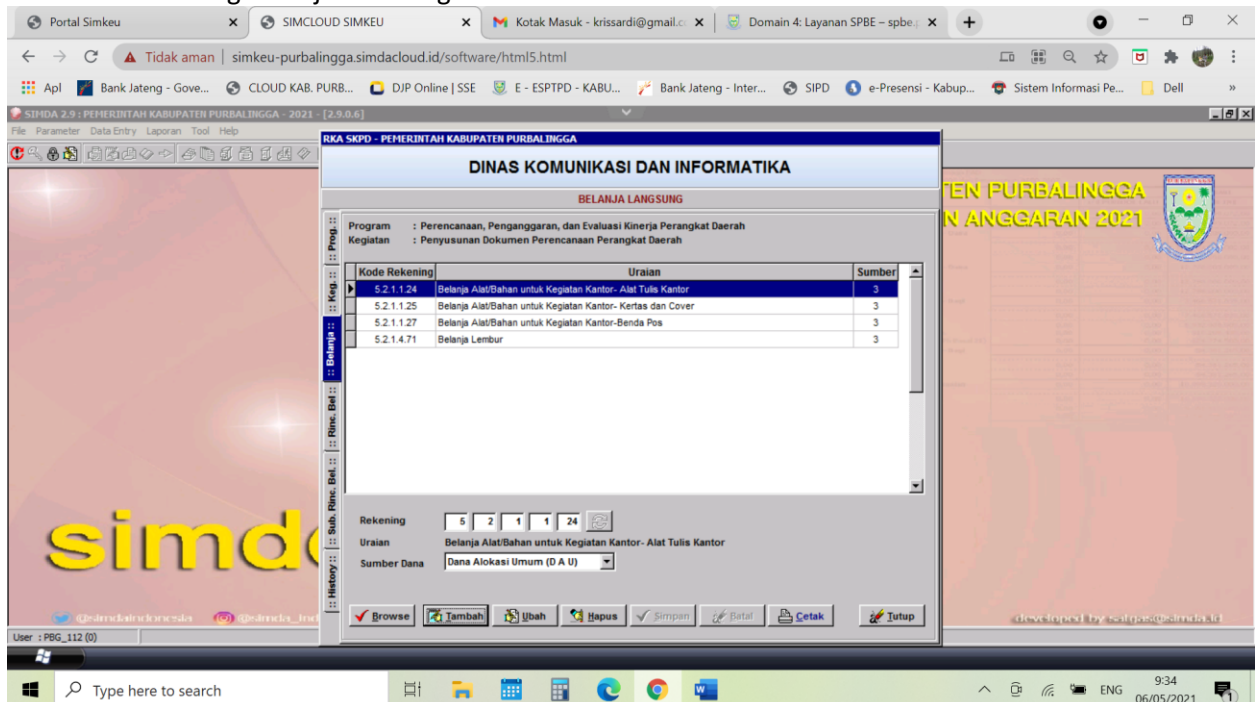 Portal Simkeu
SIMCLOUD SIMKEU
Kotak Masuk - krissardi@gmail.c
Domain 4: Layanan SPBE – spbe.
Tidak aman | simkeu-purbalingga.simdacloud.id/software/html5.html
Apl
Bank Jateng - Gove...
CLOUD KAB. PURB...
DJP Online | SSE
E - ESPTPD - KABU...
Bank Jateng - Inter...
SIPD
e-Presensi - Kabup...
Sistem Informasi Pe...
Dell
»
SIMDA 2.9 : PEMERINTAH KABUPATEN PURBALINGGA - 2021 - [2.9.0.6]
File Parameter Data Entry Laporan Tool Help
RKA SKPD - PEMERINTAH KABUPATEN PURBALINGGA
DINAS KOMUNIKASI DAN INFORMATIKA
BELANJA LANGSUNG
TEN PURBALINGGA
N ANGGARAN 2021
:: Prog. ::
:: Keg. ::
:: Belanja ::
:: Rinc. Bel ::
:: Sub. Rinc. Bel. ::
:: History ::
Program : Perencanaan, Penganggaran, dan Evaluasi Kinerja Perangkat Daerah
Kegiatan : Penyusunan Dokumen Perencanaan Perangkat Daerah
Kode Rekening Uraian Sumber
5.2.1.1.24 Belanja Alat/Bahan untuk Kegiatan Kantor- Alat Tulis Kantor 3
5.2.1.1.25 Belanja Alat/Bahan untuk Kegiatan Kantor- Kertas dan Cover 3
5.2.1.1.27 Belanja Alat/Bahan untuk Kegiatan Kantor-Benda Pos 3
5.2.1.4.71 Belanja Lembur 3
Rekening 5 2 1 1 24
Uraian Belanja Alat/Bahan untuk Kegiatan Kantor- Alat Tulis Kantor
Sumber Dana Dana Alokasi Umum (D A U)
Browse Tambah Ubah Hapus Simpan Batal Cetak Tutup
simd
@simdaindonesia
@simda_ind
User : PBG_112 (0)
Type here to search
ENG
9:34
06/05/2021
1